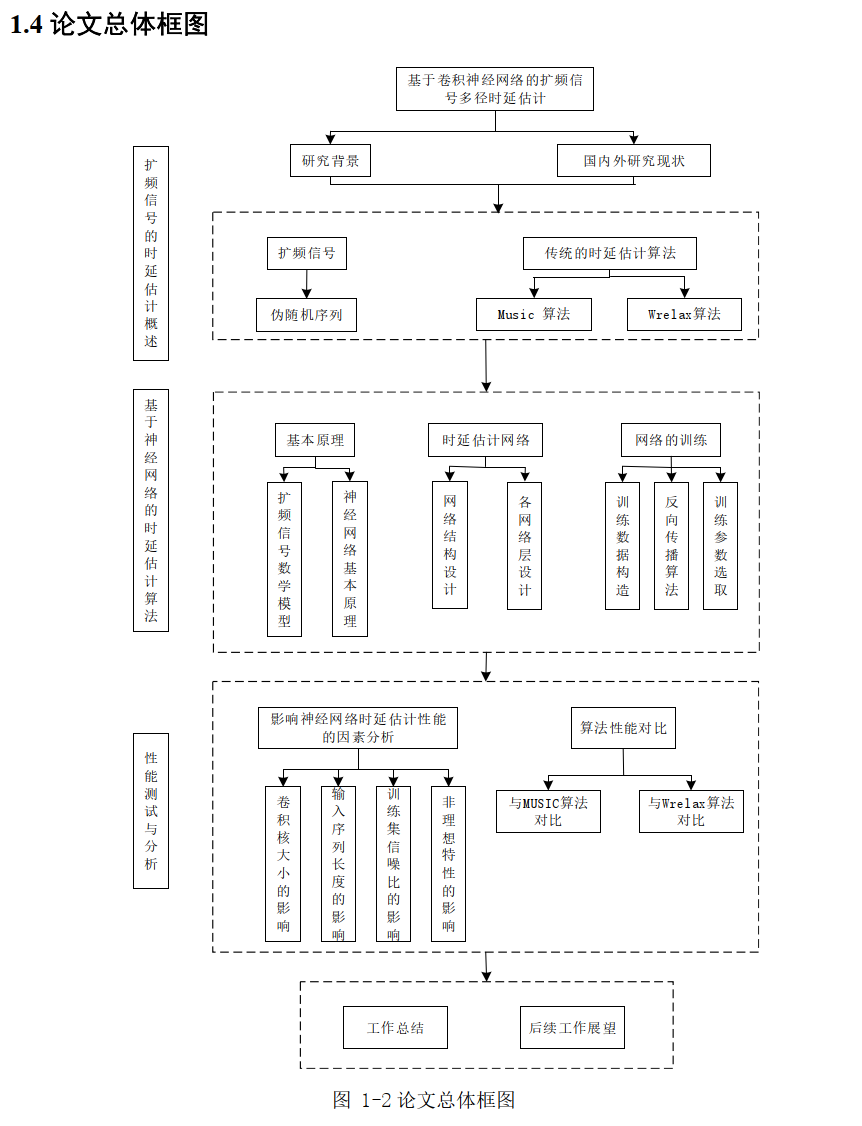 1.4 论文总体框图
基于卷积神经网络的扩频信
号多径时延估计
研究背景
国内外研究现状
扩频信号的时延估计概述
扩频信号
传统的时延估计算法
伪随机序列
Music 算法
Wrelax算法
基于神经网络的时延估计算法
基本原理
时延估计网络
网络的训练
扩频信号数学模型
神经网络基本原理
网络结构设计
各网络层设计
训练数据构造
反向传播算法
训练参数选取
性能测试与分析
影响神经网络时延估计性能
的因素分析
算法性能对比
卷积核大小的影响
输入序列长度的影响
训练集信噪比的影响
非理想特性的影响
与MUSIC算法
对比
与Wrelax算法
对比
工作总结
后续工作展望
图 1-2 论文总体框图